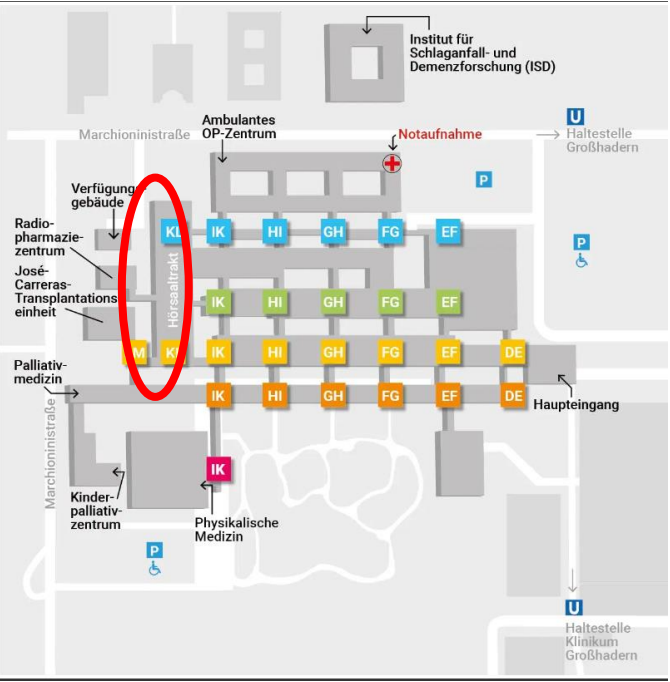 Institut für
Schlaganfall- und
Demenzforschung (ISD)
Ambulantes
OP-Zentrum
Marchioninistraße
Notaufnahme
U
Haltestelle
Großhadern
P
Verfügung
gebäude
KL IK HI GH FG EF
Radio-
pharmazie-
zentrum
P
José-
Carreras-
Transplantations
einheit
Hörsaaltrakt
IK HI GH FG EF
M IK HI GH FG EF DE
Palliativ-
medizin
IK HI GH FG EF DE
Haupteingang
Marchioninistraße
IK
Kinder-
palliativ-
zentrum
Physikalische
Medizin
P
U
Haltestelle
Klinikum
Großhadern